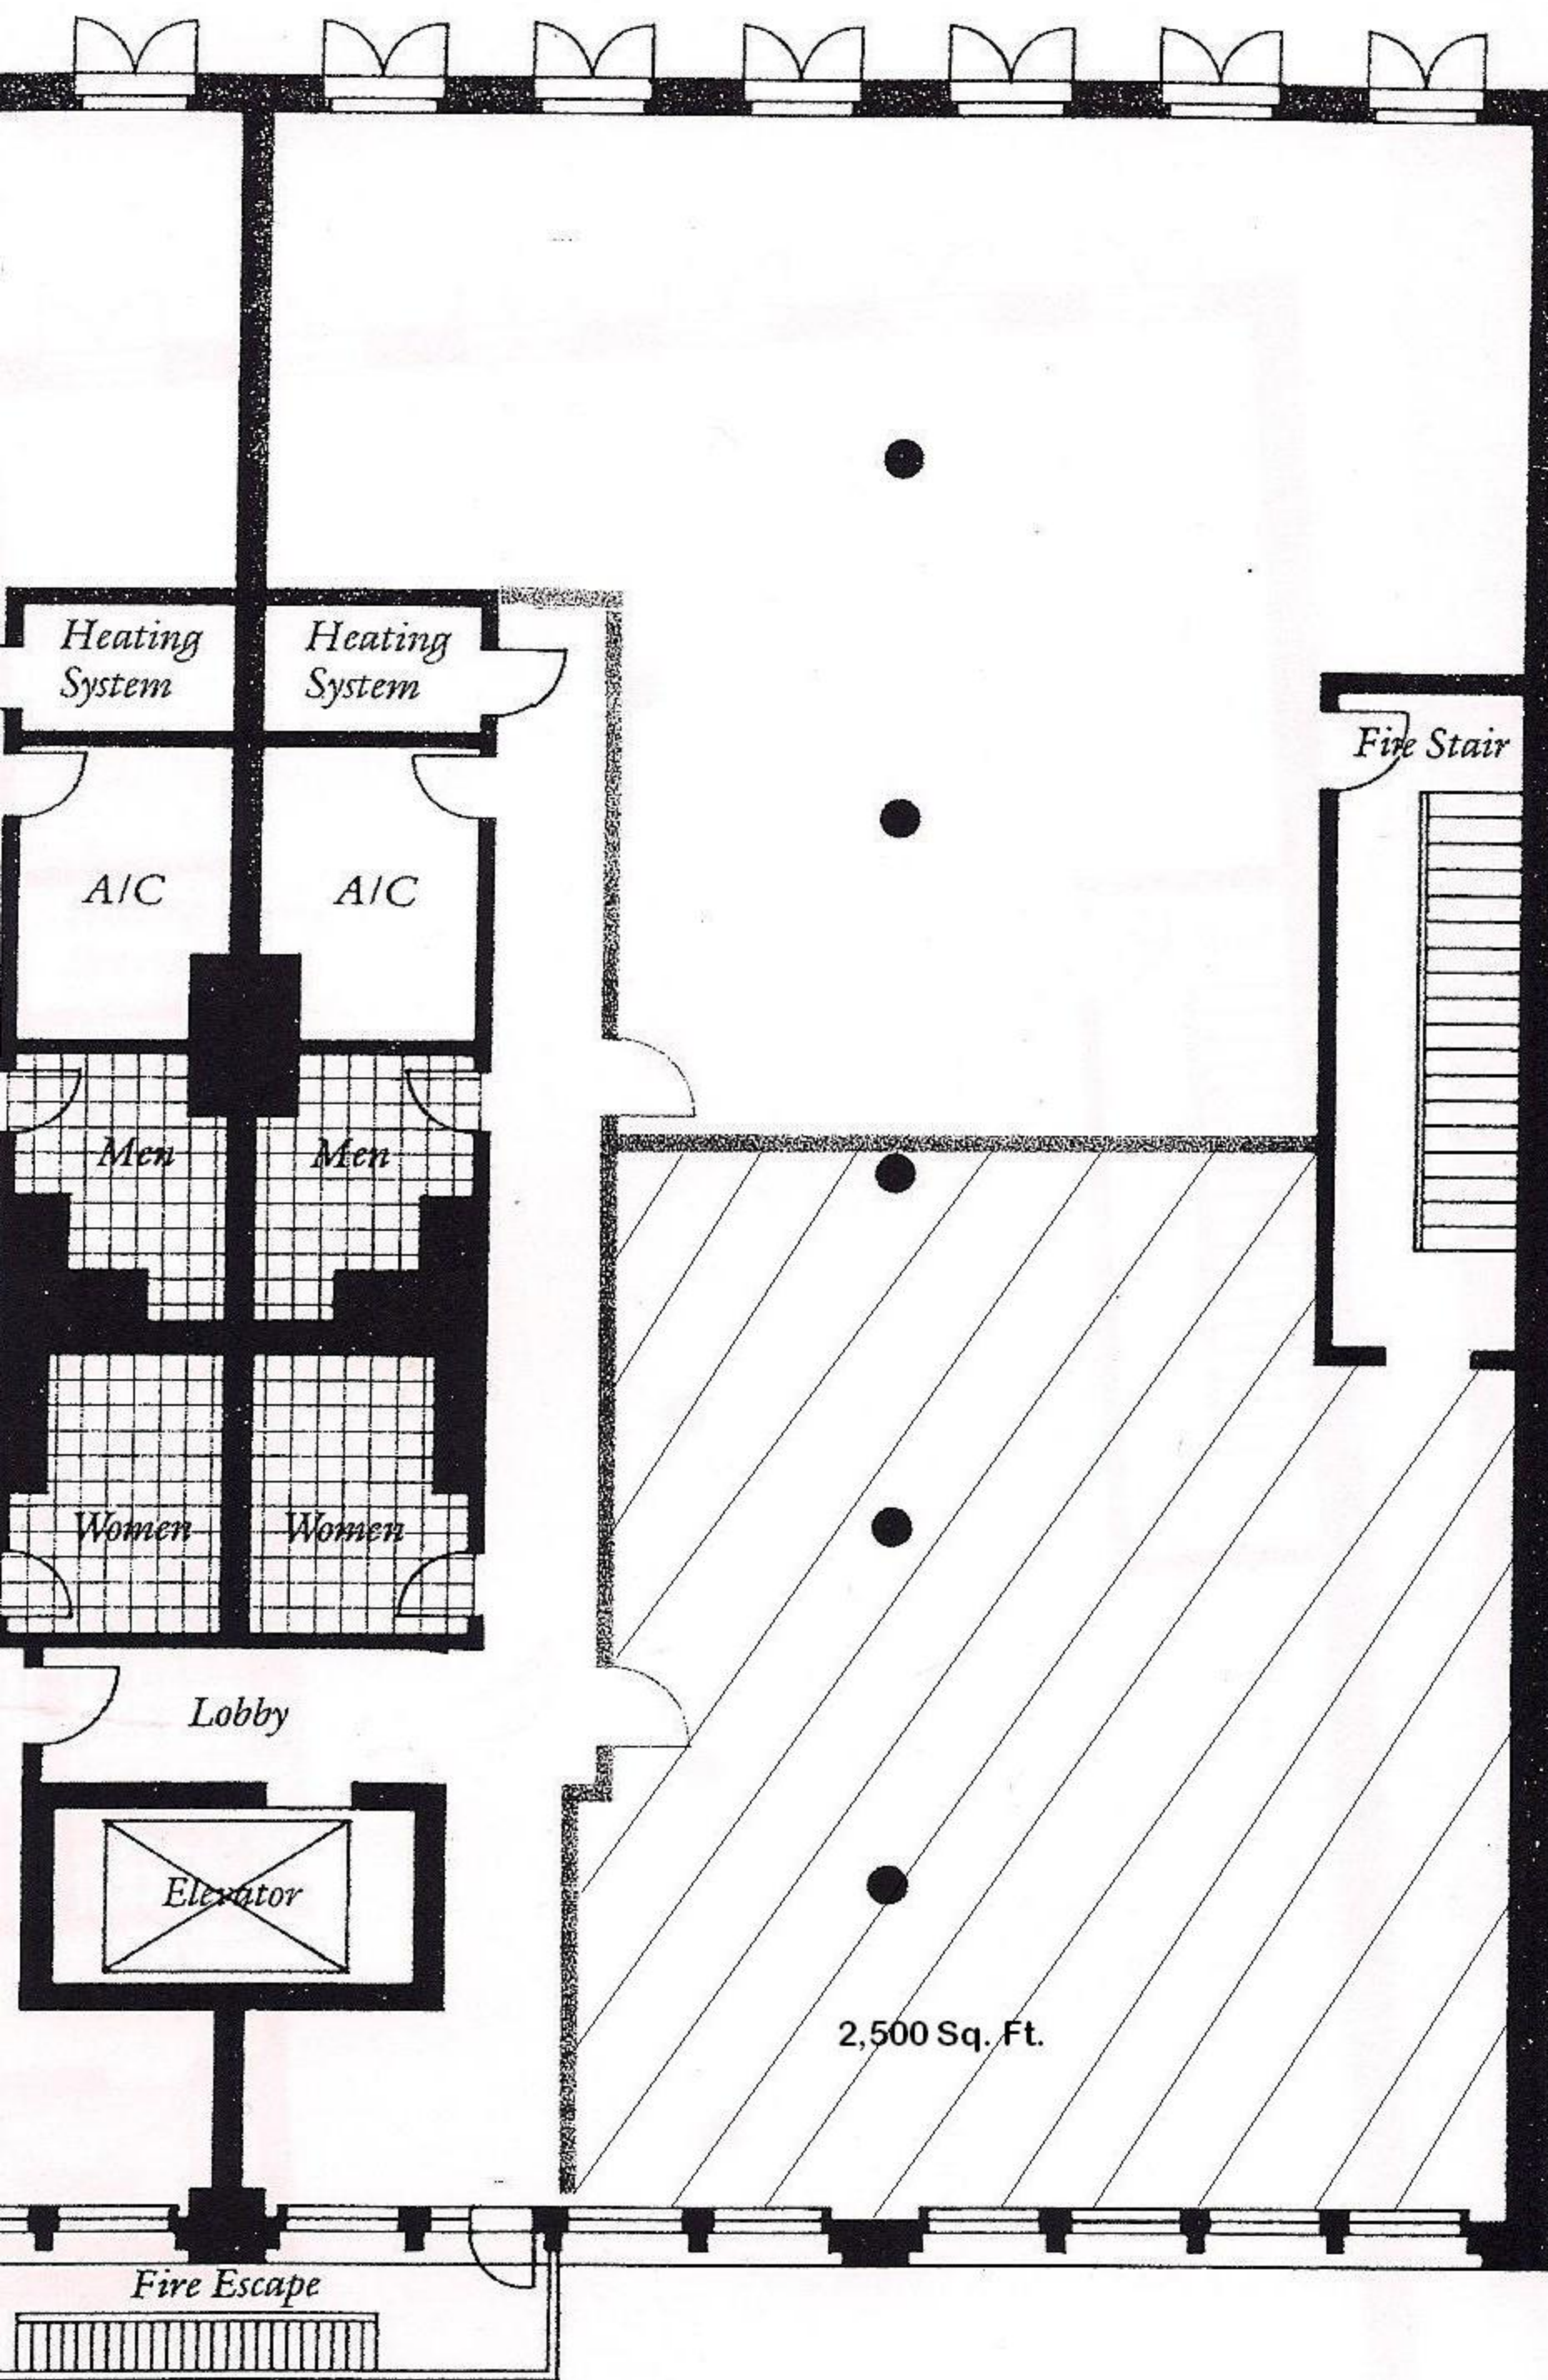 Heating
System
Heating
System
Fire Stair
A/C
A/C
Men
Men
Women
Women
Lobby
Elevator
2,500 Sq. Ft.
Fire Escape